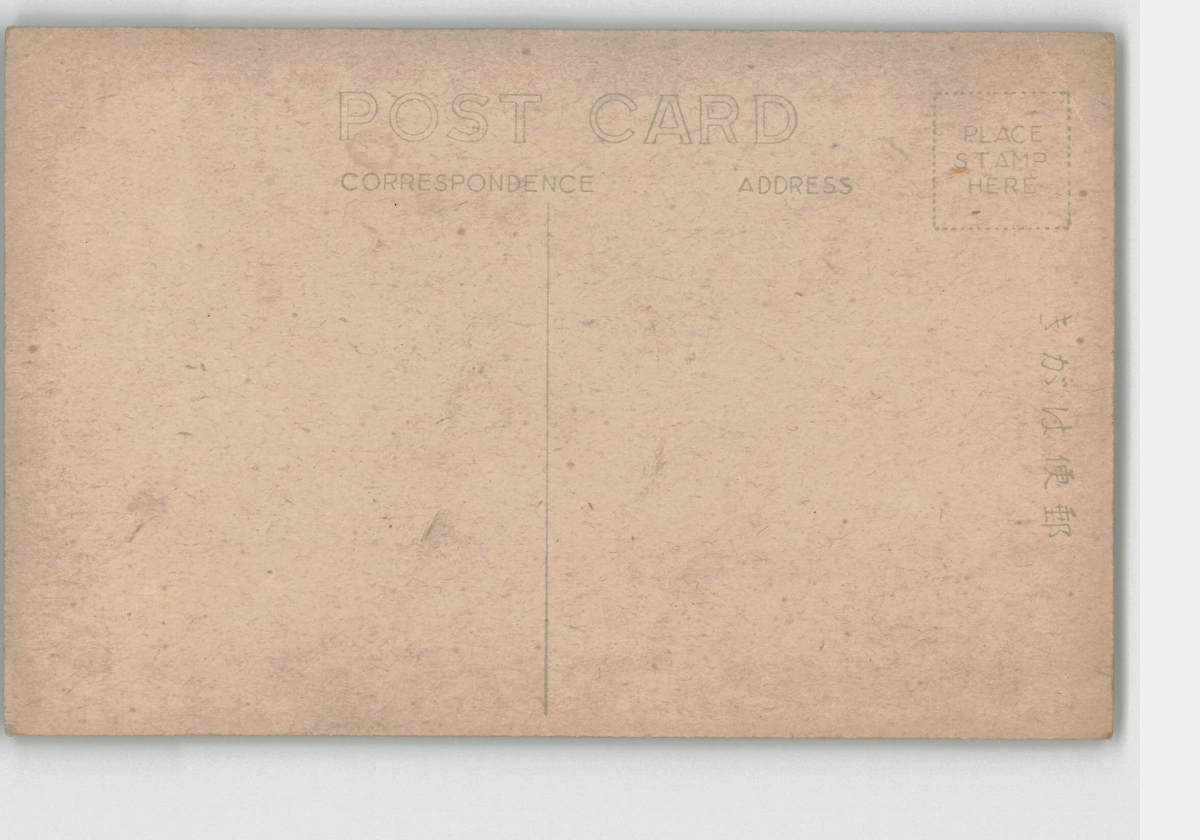 POST CARD
CORRESPONDENCE ADDRESS
PLACE
STAMP
HERE
きがは便郵